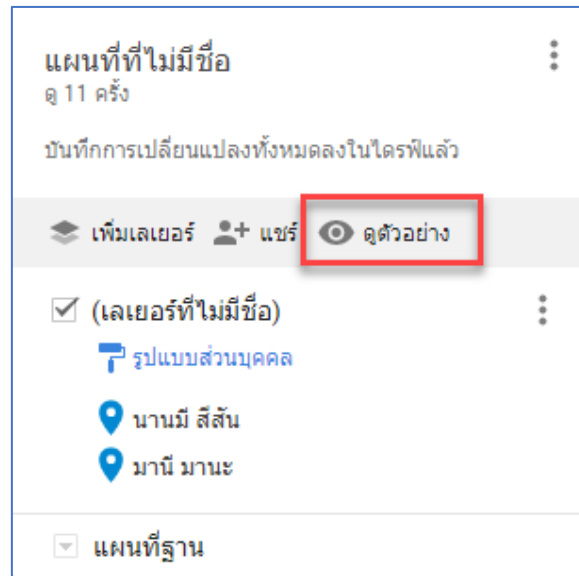 แผนที่ที่ไม่มีชื่อ
ดู 11 ครั้ง
บันทึกการเปลี่ยนแปลงทั้งหมดลงในไดรฟ์แล้ว
เพิ่มเลเยอร์ แชร์ ดูตัวอย่าง
(เลเยอร์ที่ไม่มีชื่อ)
รูปแบบส่วนบุคคล
นานมี สีสัน
มานี มานะ
แผนที่ฐาน